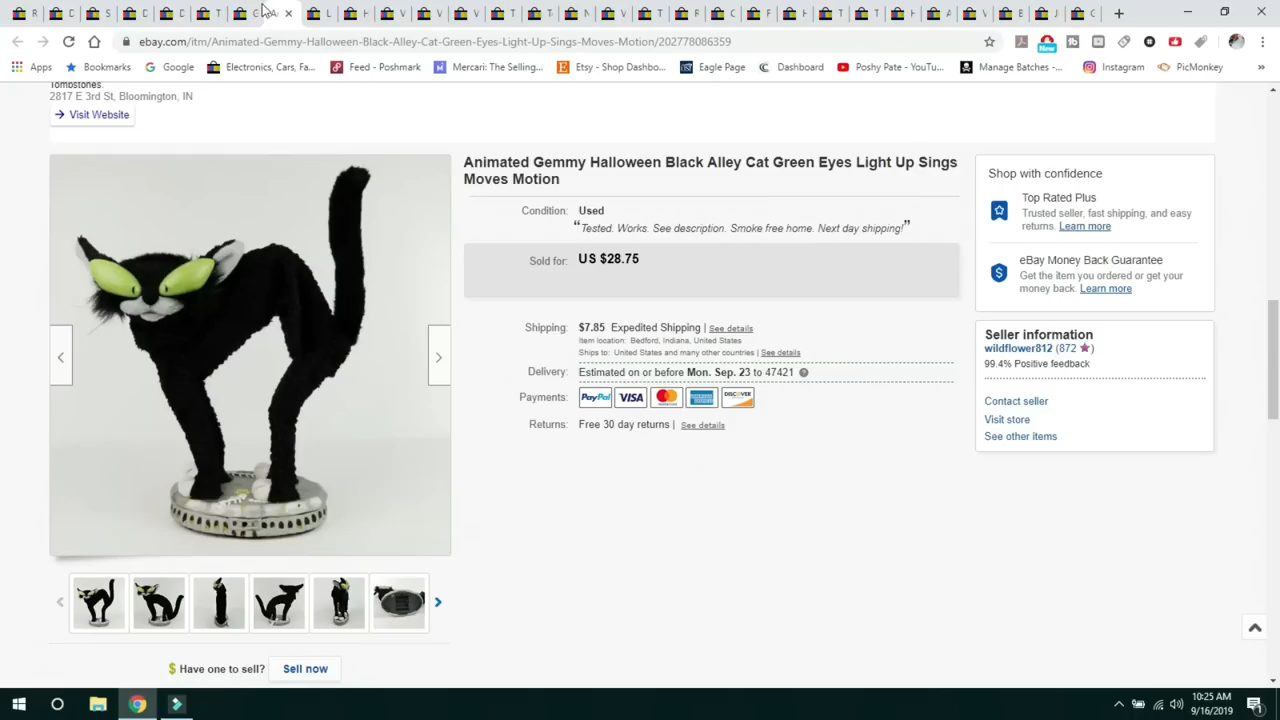 R
D
S
D
D
T
L
H
V
V
V
T
T
N
V
T
C
F
F
H
T
T
H
A
V
E
J
C
ebay.com/itm/Animated-Gemmy-Halloween-Black-Alley-Cat-Green-Eyes-Light-Up-Sings-Moves-Motion/202778086359
New
Apps
Bookmarks
Google
Electronics, Cars, Fa...
Feed - Poshmark
Mercari: The Selling...
Etsy - Shop Dashbo...
Eagle Page
Dashboard
Poshy Pate - YouTu...
Manage Batches -...
Instagram
PicMonkey
»
Tombstones.
2817 E 3rd St, Bloomington, IN
→ Visit Website
Animated Gemmy Halloween Black Alley Cat Green Eyes Light Up Sings
Moves Motion
Condition: Used
“Tested. Works. See description. Smoke free home. Next day shipping!”
Sold for: US $28.75
Shipping: $7.85 Expedited Shipping | See details
Item location: Bedford, Indiana, United States
Ships to: United States and many other countries | See details
Delivery: Estimated on or before Mon. Sep. 23 to 47421
Payments: PayPal VISA MasterCard AMERICAN EXPRESS DISCOVER
Returns: Free 30 day returns | See details
Shop with confidence
Top Rated Plus
Trusted seller, fast shipping, and easy
returns. Learn more
eBay Money Back Guarantee
Get the item you ordered or get your
money back. Learn more
Seller information
wildflower812 (872 ★)
99.4% Positive feedback
Contact seller
Visit store
See other items
$ Have one to sell? Sell now
10:25 AM
9/16/2019
1